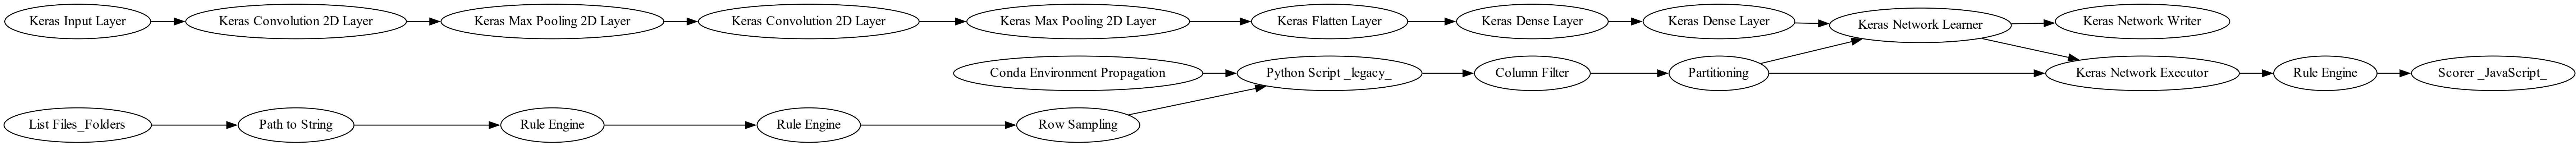 Keras Input Layer
Keras Convolution 2D Layer
Keras Max Pooling 2D Layer
Keras Convolution 2D Layer
Keras Max Pooling 2D Layer
Keras Flatten Layer
Keras Dense Layer
Keras Dense Layer
Keras Network Learner
Keras Network Writer
Conda Environment Propagation
Python Script _legacy_
Column Filter
Partitioning
Keras Network Executor
Rule Engine
Scorer _JavaScript_
List Files_Folders
Path to String
Rule Engine
Rule Engine
Row Sampling